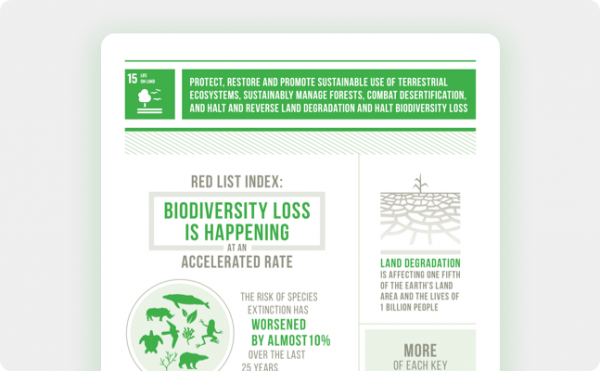 15 LIFE
ON LAND
PROTECT, RESTORE AND PROMOTE SUSTAINABLE USE OF TERRESTRIAL
ECOSYSTEMS, SUSTAINABLY MANAGE FORESTS, COMBAT DESERTIFICATION,
AND HALT AND REVERSE LAND DEGRADATION AND HALT BIODIVERSITY LOSS
RED LIST INDEX:
BIODIVERSITY LOSS
IS HAPPENING
AT AN
ACCELERATED RATE
THE RISK OF SPECIES
EXTINCTION HAS
WORSENED
BY ALMOST 10%
OVER THE LAST
25 YEARS
LAND DEGRADATION
IS AFFECTING ONE FIFTH
OF THE EARTH'S LAND
AREA AND THE LIVES OF
1 BILLION PEOPLE
MORE
OF EACH KEY